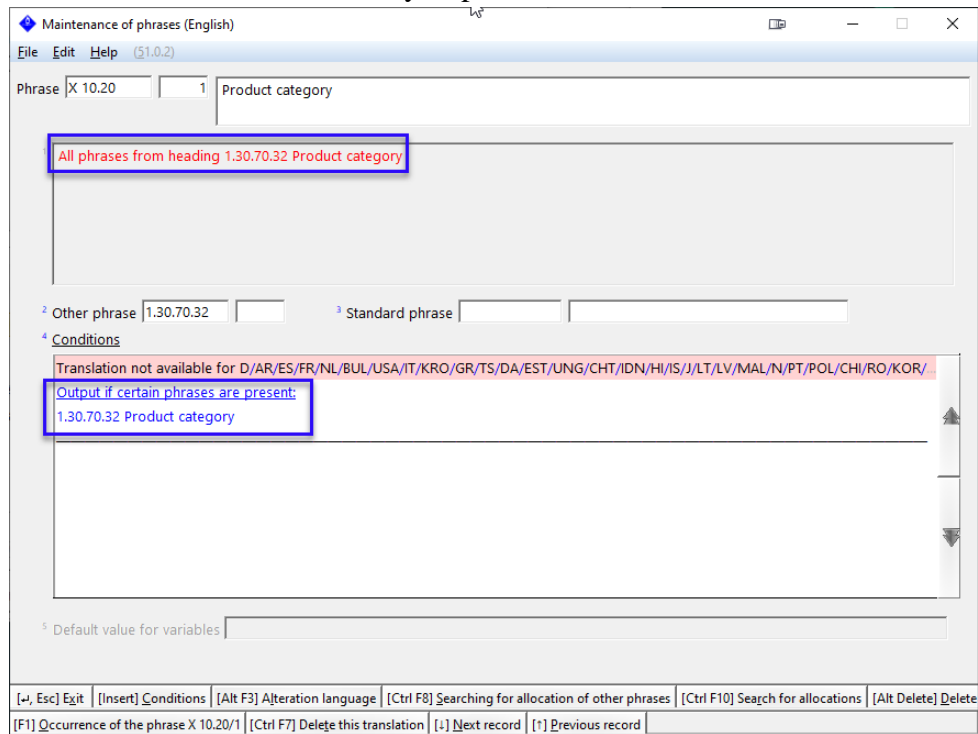 Maintenance of phrases (English)
File Edit Help (51.0.2)
Phrase X 10.20 1 Product category
1 All phrases from heading 1.30.70.32 Product category
2 Other phrase 1.30.70.32 3 Standard phrase
4 Conditions
Translation not available for D/AR/ES/FR/NL/BUL/USA/IT/KRO/GR/TS/DA/EST/UNG/CHT/IDN/HI/IS/J/LT/LV/MAL/N/PT/POL/CHI/RO/KOR/...
Output if certain phrases are present:
1.30.70.32 Product category
5 Default value for variables
[↵, Esc] Exit [Insert] Conditions [Alt F3] Alteration language [Ctrl F8] Searching for allocation of other phrases [Ctrl F10] Search for allocations [Alt Delete] Delete
[F1] Occurrence of the phrase X 10.20/1 [Ctrl F7] Delete this translation [↓] Next record [↑] Previous record